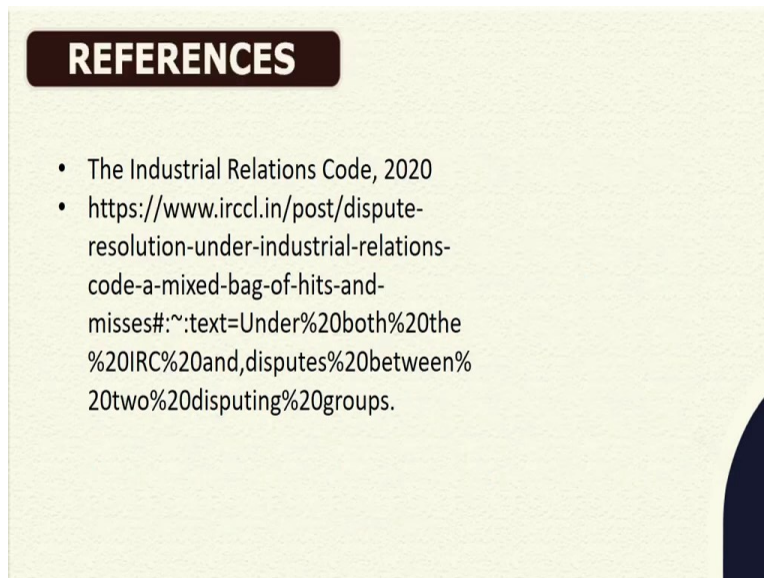 REFERENCES
• The Industrial Relations Code, 2020
• https://www.irccl.in/post/dispute-
resolution-under-industrial-relations-
code-a-mixed-bag-of-hits-and-
misses#:~:text=Under%20both%20the
%20IRC%20and,disputes%20between%
20two%20disputing%20groups.